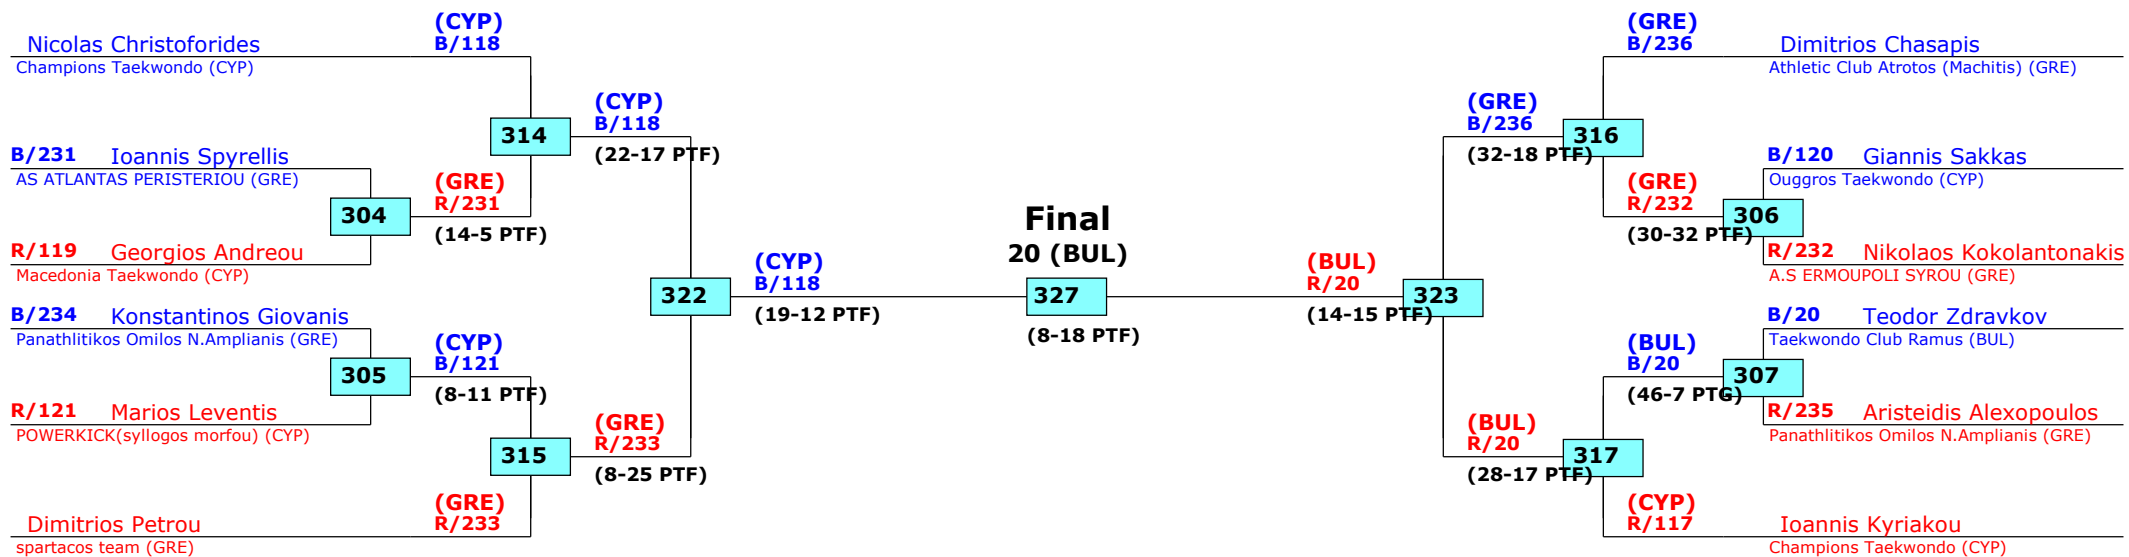 (CYP)
B/118
Nicolas Christoforides
Champions Taekwondo (CYP)
B/231 Ioannis Spyrellis
AS ATLANTAS PERISTERIOU (GRE)
304
R/119 Georgios Andreou
Macedonia Taekwondo (CYP)
(GRE)
R/231
(14-5 PTF)
314
(CYP)
B/118
(22-17 PTF)
B/234 Konstantinos Giovanis
Panathlitikos Omilos N.Amplianis (GRE)
305
R/121 Marios Leventis
POWERKICK(syllogos morfou) (CYP)
(CYP)
B/121
(8-11 PTF)
315
(GRE)
R/233
(8-25 PTF)
Dimitrios Petrou
spartacos team (GRE)
(GRE)
R/233
322
(CYP)
B/118
(19-12 PTF)
Final
20 (BUL)
327
(8-18 PTF)
(BUL)
R/20
(14-15 PTF)
323
(GRE)
B/236
(32-18 PTF)
316
(GRE)
B/236
Dimitrios Chasapis
Athletic Club Atrotos (Machitis) (GRE)
(GRE)
R/232
(30-32 PTF)
306
B/120 Giannis Sakkas
Ouggros Taekwondo (CYP)
R/232 Nikolaos Kokolantonakis
A.S ERMOUPOLI SYROU (GRE)
B/20 Teodor Zdravkov
Taekwondo Club Ramus (BUL)
(BUL)
B/20
(46-7 PTG)
307
R/235 Aristeidis Alexopoulos
Panathlitikos Omilos N.Amplianis (GRE)
(BUL)
R/20
(28-17 PTF)
317
(CYP)
R/117
Ioannis Kyriakou
Champions Taekwondo (CYP)